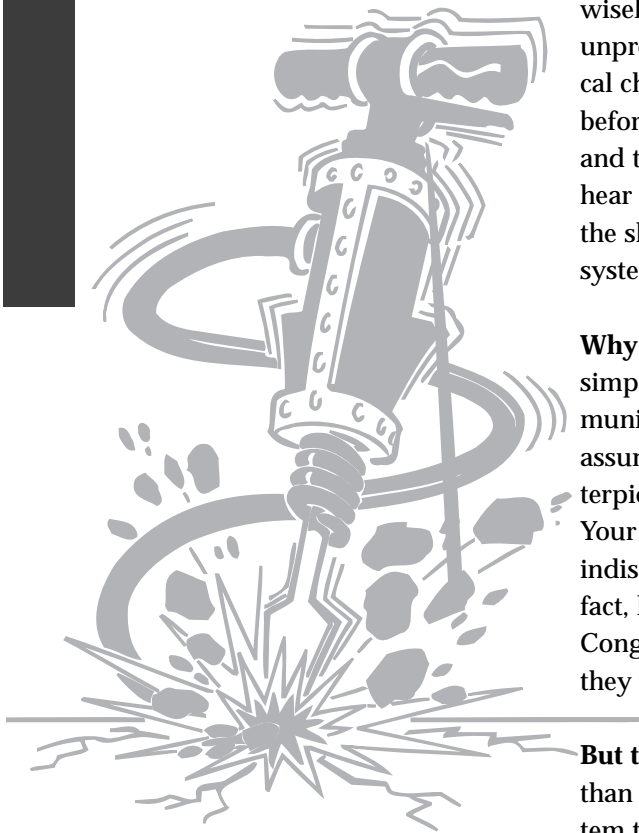 wisel
unpre
cal ch
befor
and t
hear
the sl
syste
Why
simp
muni
assur
terpie
Your
indis
fact, l
Cong
they
But t
than
tem t